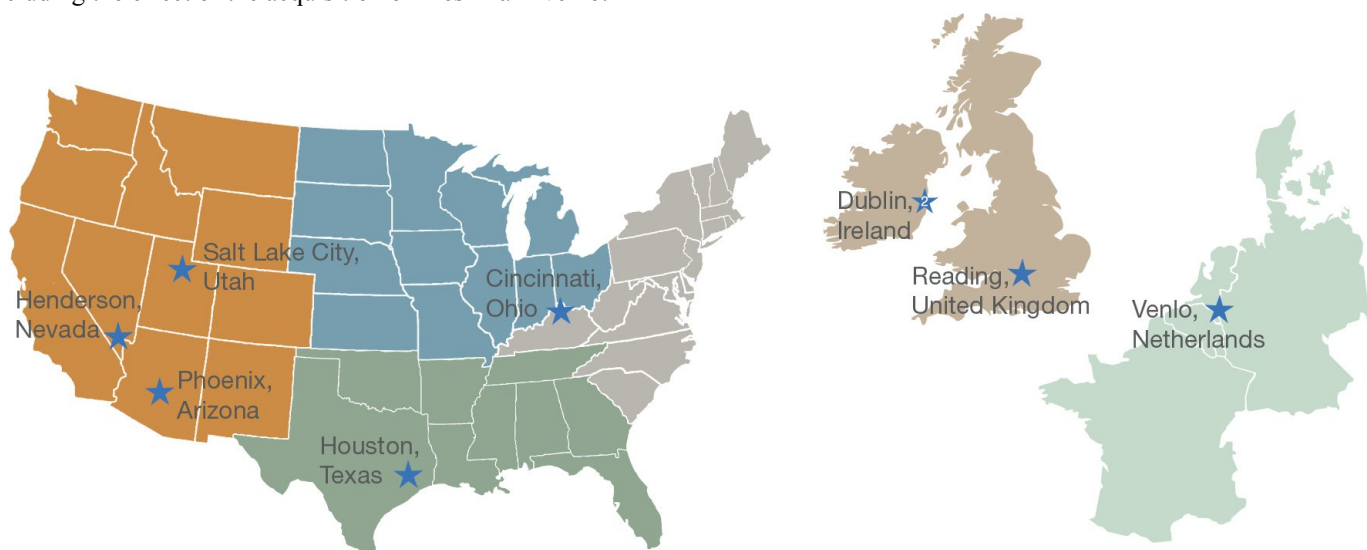 Salt Lake City,
Utah
Henderson,
Nevada
Phoenix,
Arizona
Cincinnati,
Ohio
Houston,
Texas
Dublin,
Ireland
2
Reading,
United Kingdom
Venlo,
Netherlands